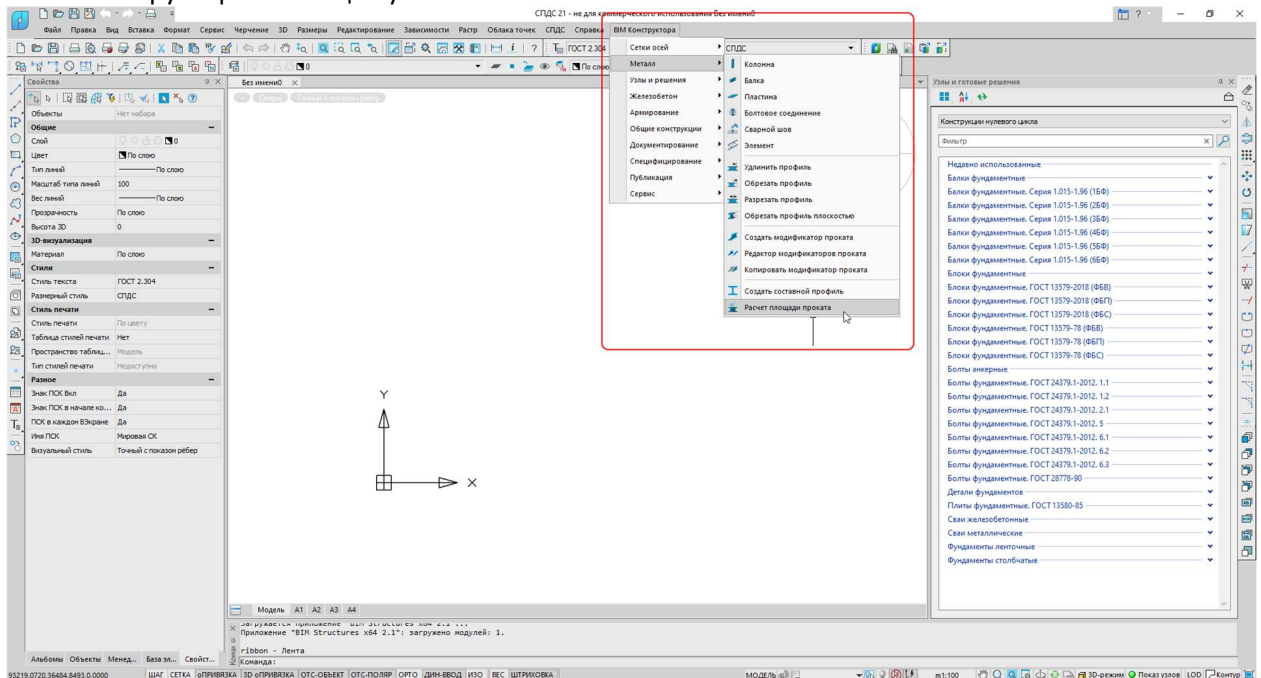 СПДС 21 - не для коммерческого использования Без имени0
Файл Правка Вид Вставка Формат Сервис Черчение 3D Размеры Редактирование Зависимости Растр Облака точек СПДС Справка BIM Конструктора
ГОСТ 2.304
СПДС
0
По слою
Сетки осей
Металл
Узлы и решения
Железобетон
Армирование
Общие конструкции
Документирование
Специфицирование
Публикация
Сервис
Колонна
Балка
Пластина
Болтовое соединение
Сварной шов
Элемент
Удлинить профиль
Обрезать профиль
Разрезать профиль
Обрезать профиль плоскостью
Создать модификатор проката
Редактор модификаторов проката
Копировать модификатор проката
Создать составной профиль
Расчет площади проката
Свойства
Объекты Нет набора
Общие
Слой 0
Цвет По слою
Тип линий По слою
Масштаб типа линий 100
Вес линий По слою
Прозрачность По слою
Высота 3D 0
3D-визуализация
Материал По слою
Стили
Стиль текста ГОСТ 2.304
Размерный стиль СПДС
Стиль печати
Стиль печати По цвету
Таблица стилей печати Нет
Пространство таблиц... Модель
Тип стилей печати Недоступно
Разное
Знак ПСК Вкл Да
Знак ПСК в начале ко... Да
ПСК в каждом ВЭкране Да
Имя ПСК Мировая СК
Визуальный стиль Точный с показом рёбер
Альбомы Объекты Менед... База эл... Свойст...
Без имени0
Сверху Точный с показом рёбер
Y
X
Модель A1 A2 A3 A4
Приложение "BIM Structures x64 2.1": загружено модулей: 1.
ribbon - Лента
Команда:
Узлы и готовые решения
Конструкции нулевого цикла
Фильтр
Недавно использованные
Балки фундаментные
Балки фундаментные. Серия 1.015-1.96 (1БФ)
Балки фундаментные. Серия 1.015-1.96 (2БФ)
Балки фундаментные. Серия 1.015-1.96 (3БФ)
Балки фундаментные. Серия 1.015-1.96 (4БФ)
Балки фундаментные. Серия 1.015-1.96 (5БФ)
Балки фундаментные. Серия 1.015-1.96 (6БФ)
Блоки фундаментные
Блоки фундаментные. ГОСТ 13579-2018 (ФБВ)
Блоки фундаментные. ГОСТ 13579-2018 (ФБП)
Блоки фундаментные. ГОСТ 13579-2018 (ФБС)
Блоки фундаментные. ГОСТ 13579-78 (ФБВ)
Блоки фундаментные. ГОСТ 13579-78 (ФБП)
Блоки фундаментные. ГОСТ 13579-78 (ФБС)
Болты анкерные
Болты фундаментные. ГОСТ 24379.1-2012. 1.1
Болты фундаментные. ГОСТ 24379.1-2012. 1.2
Болты фундаментные. ГОСТ 24379.1-2012. 2.1
Болты фундаментные. ГОСТ 24379.1-2012. 5
Болты фундаментные. ГОСТ 24379.1-2012. 6.1
Болты фундаментные. ГОСТ 24379.1-2012. 6.2
Болты фундаментные. ГОСТ 24379.1-2012. 6.3
Болты фундаментные. ГОСТ 28778-90
Детали фундаментов
Плиты фундаментные. ГОСТ 13580-85
Сваи железобетонные
Сваи металлические
Фундаменты ленточные
Фундаменты столбчатые
ШАГ СЕТКА оПРИВЯЗКА 3D оПРИВЯЗКА ОТС-ОБЪЕКТ ОТС-ПОЛЯР ОРТО ДИН-ВВОД ИЗО ВЕС ШТРИХОВКА МОДЕЛЬ m1:100 3D-режим Показ узлов LOD Контур